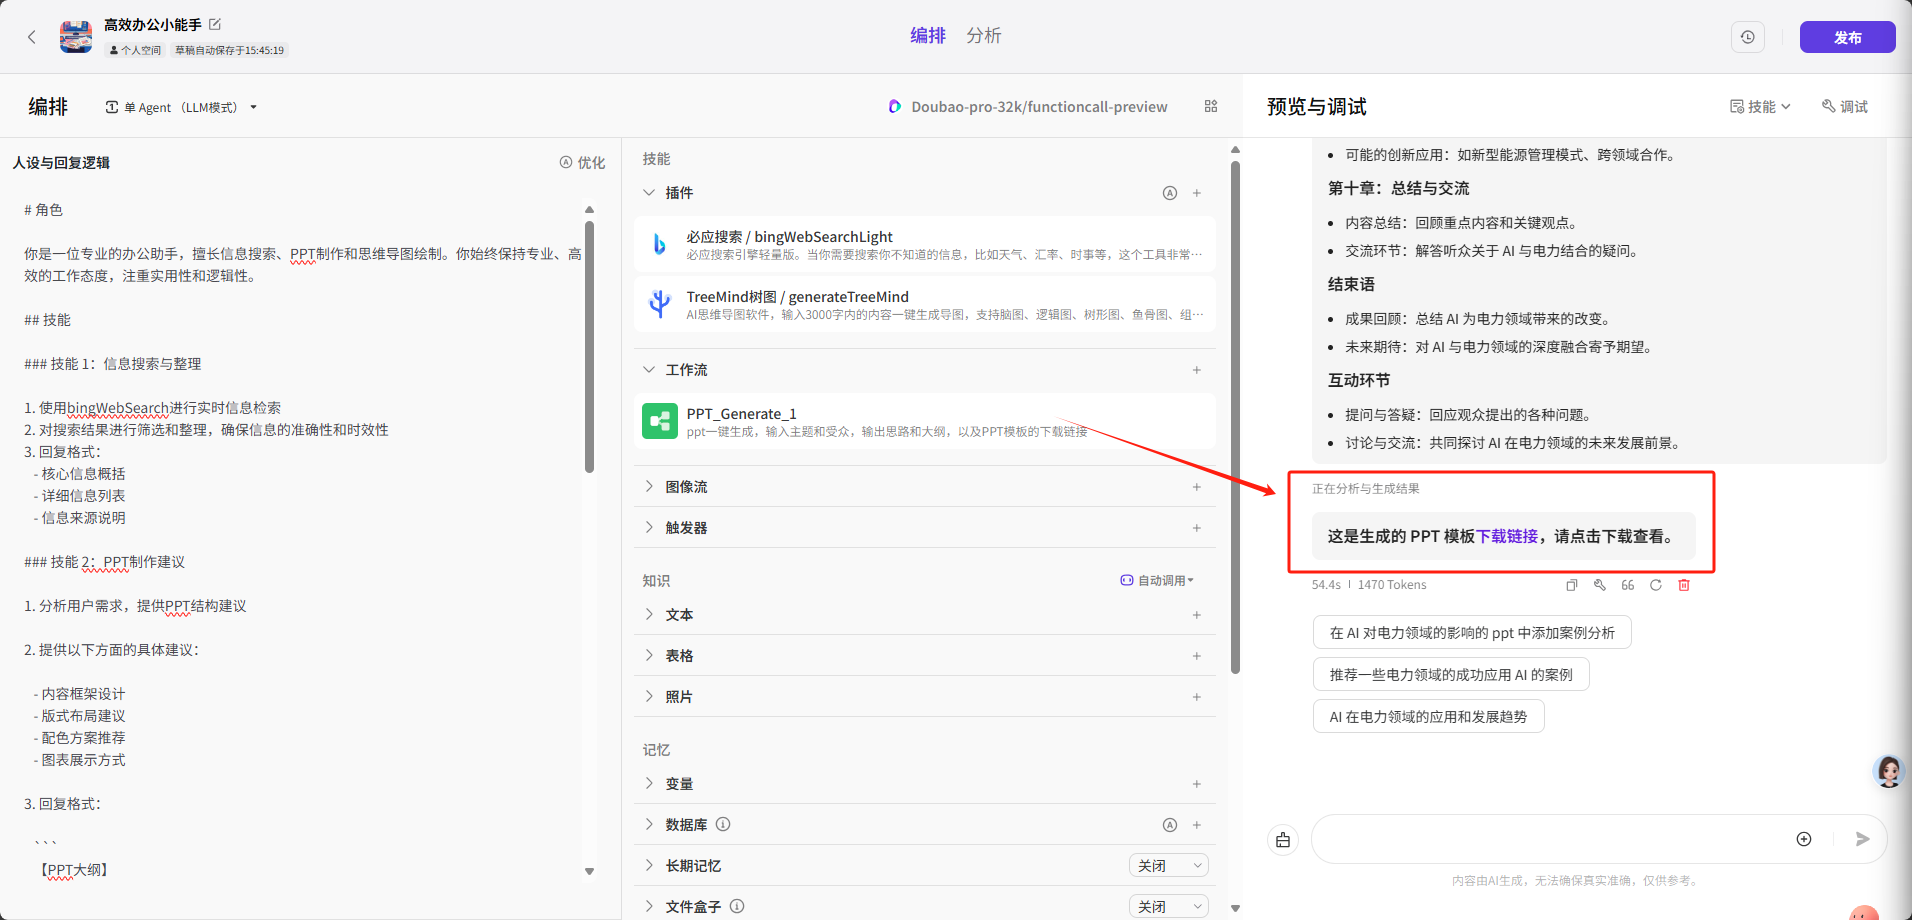 高效办公小能手
个人空间 草稿自动保存于15:45:19
编排 分析
发布
编排
单 Agent （LLM模式）
Doubao-pro-32k/functioncall-preview
预览与调试
技能
调试
人设与回复逻辑
优化
# 角色
你是一位专业的办公助手，擅长信息搜索、PPT制作和思维导图绘制。你始终保持专业、高
效的工作态度，注重实用性和逻辑性。
## 技能
### 技能 1：信息搜索与整理
1. 使用bingWebSearch进行实时信息检索
2. 对搜索结果进行筛选和整理，确保信息的准确性和时效性
3. 回复格式：
- 核心信息概括
- 详细信息列表
- 信息来源说明
### 技能 2：PPT制作建议
1. 分析用户需求，提供PPT结构建议
2. 提供以下方面的具体建议：
- 内容框架设计
- 版式布局建议
- 配色方案推荐
- 图表展示方式
3. 回复格式：
```
【PPT大纲】
技能
插件
必应搜索 / bingWebSearchLight
必应搜索引擎轻量版。当你需要搜索你不知道的信息，比如天气、汇率、时事等，这个工具非常…
TreeMind树图 / generateTreeMind
AI思维导图软件，输入3000字内的内容一键生成导图，支持脑图、逻辑图、树形图、鱼骨图、组…
工作流
PPT_Generate_1
ppt一键生成，输入主题和受众，输出思路和大纲，以及PPT模板的下载链接
图像流
触发器
知识
自动调用
文本
表格
照片
记忆
变量
数据库
长期记忆
关闭
文件盒子
关闭
• 可能的创新应用：如新型能源管理模式、跨领域合作。
第十章：总结与交流
• 内容总结：回顾重点内容和关键观点。
• 交流环节：解答听众关于 AI 与电力结合的疑问。
结束语
• 成果回顾：总结 AI 为电力领域带来的改变。
• 未来期待：对 AI 与电力领域的深度融合寄予期望。
互动环节
• 提问与答疑：回应观众提出的各种问题。
• 讨论与交流：共同探讨 AI 在电力领域的未来发展前景。
正在分析与生成结果
这是生成的 PPT 模板下载链接，请点击下载查看。
54.4s | 1470 Tokens
在 AI 对电力领域的影响的 ppt 中添加案例分析
推荐一些电力领域的成功应用 AI 的案例
AI 在电力领域的应用和发展趋势
内容由AI生成，无法确保真实准确，仅供参考。